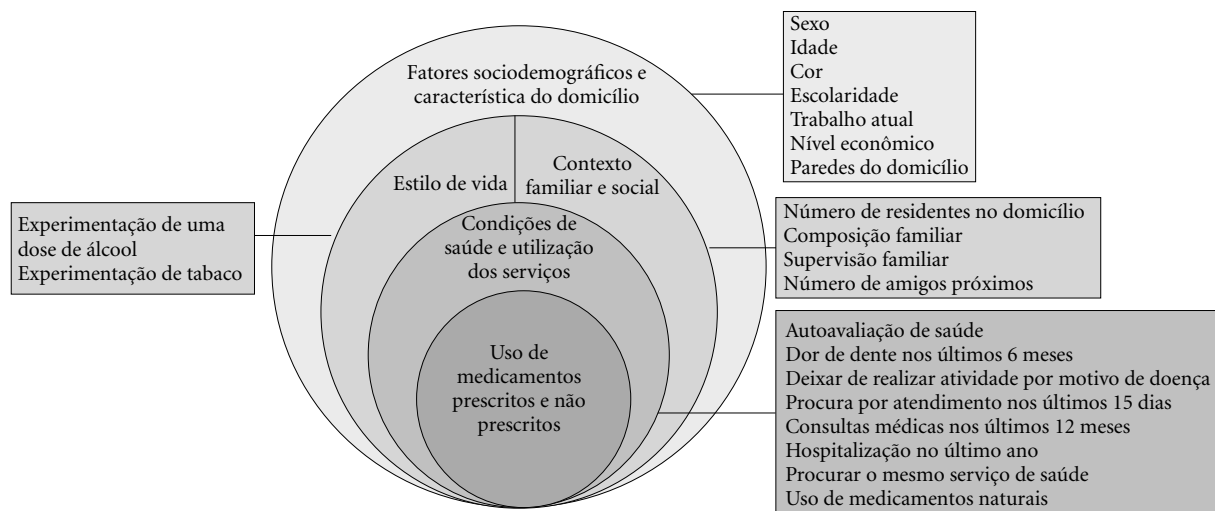 Fatores sociodemográficos e
característica do domicílio
Sexo
Idade
Cor
Escolaridade
Trabalho atual
Nível econômico
Paredes do domicílio
Estilo de vida
Contexto
familiar e social
Experimentação de uma
dose de álcool
Experimentação de tabaco
Número de residentes no domicílio
Composição familiar
Supervisão familiar
Número de amigos próximos
Condições de
saúde e utilização
dos serviços
Autoavaliação de saúde
Dor de dente nos últimos 6 meses
Deixar de realizar atividade por motivo de doença
Procura por atendimento nos últimos 15 dias
Consultas médicas nos últimos 12 meses
Hospitalização no último ano
Procurar o mesmo serviço de saúde
Uso de medicamentos naturais
Uso de
medicamentos
prescritos e não
prescritos